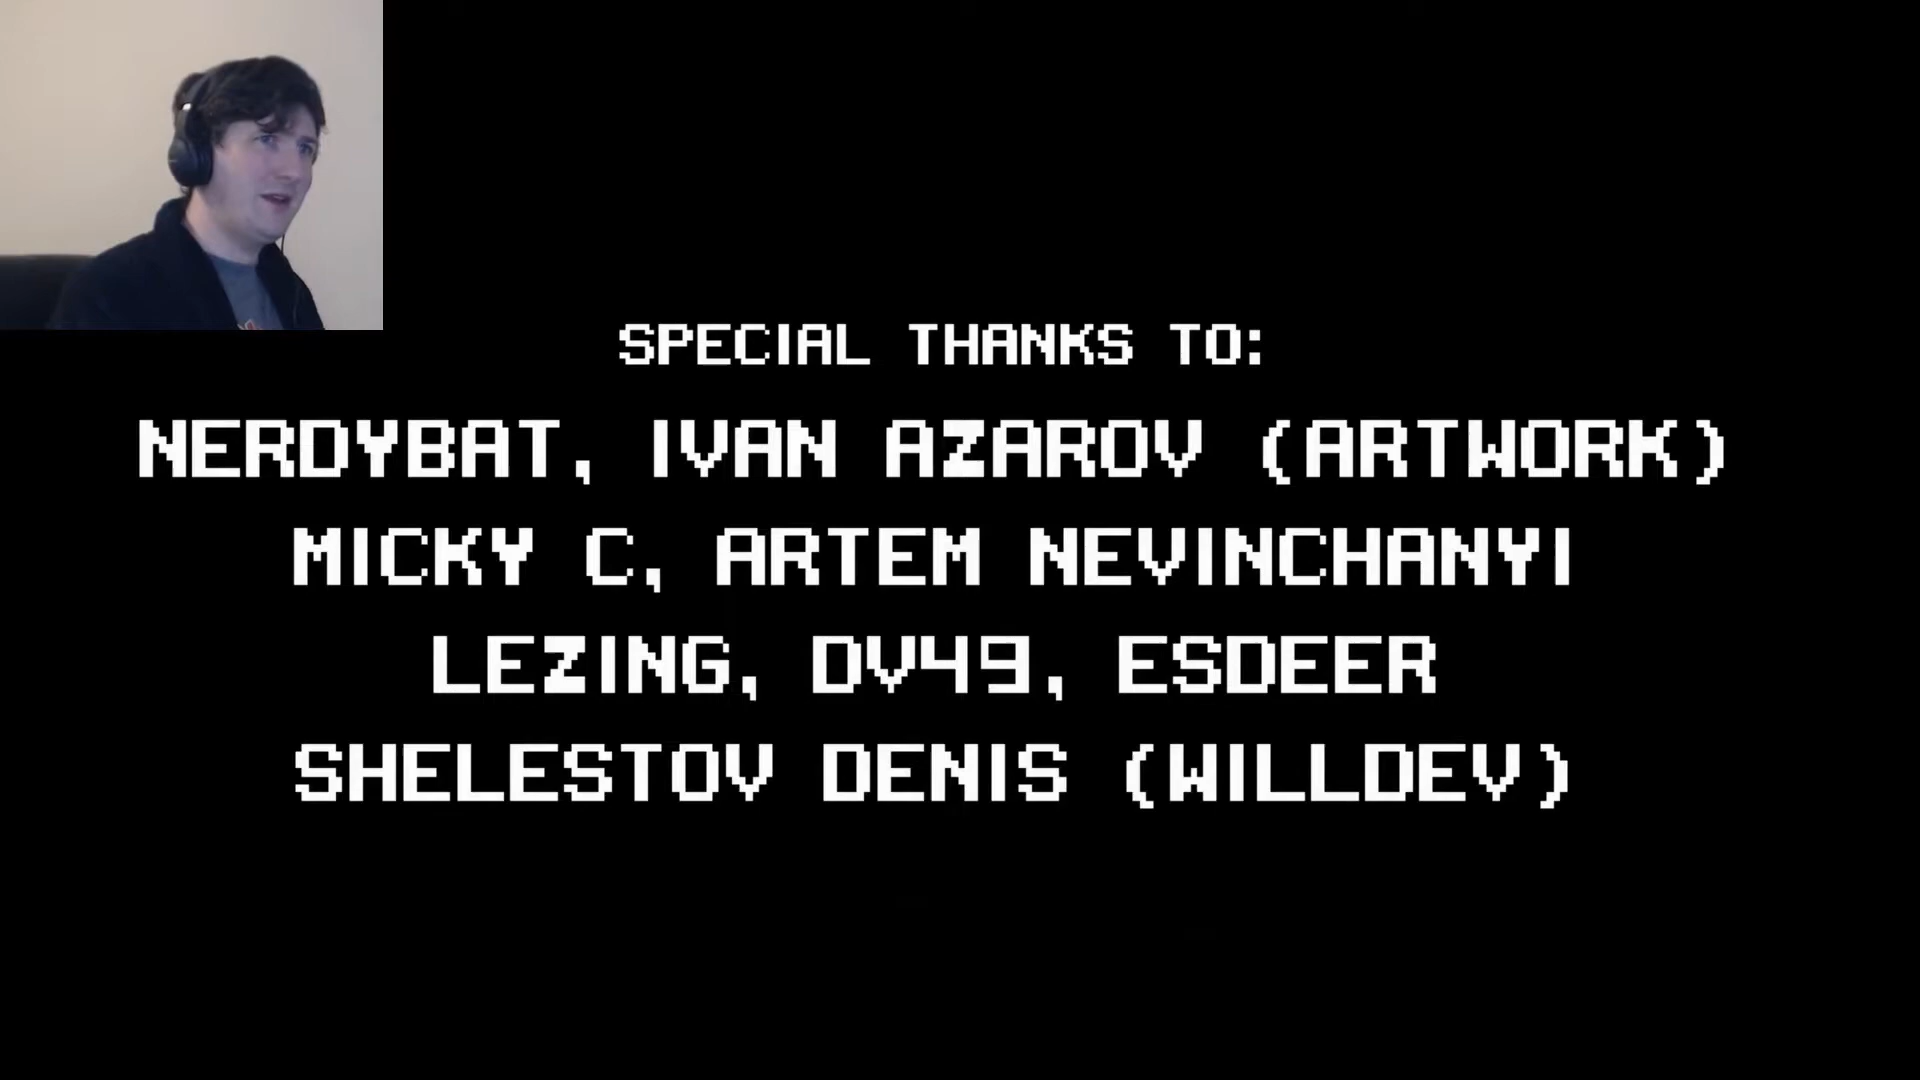 SPECIAL THANKS TO:
NERDYBAT, IVAN AZAROV (ARTWORK)
MICKY C, ARTEM NEVINCHANYI
LEZING, DV49, ESDEER
SHELESTOV DENIS (WILLDEV)